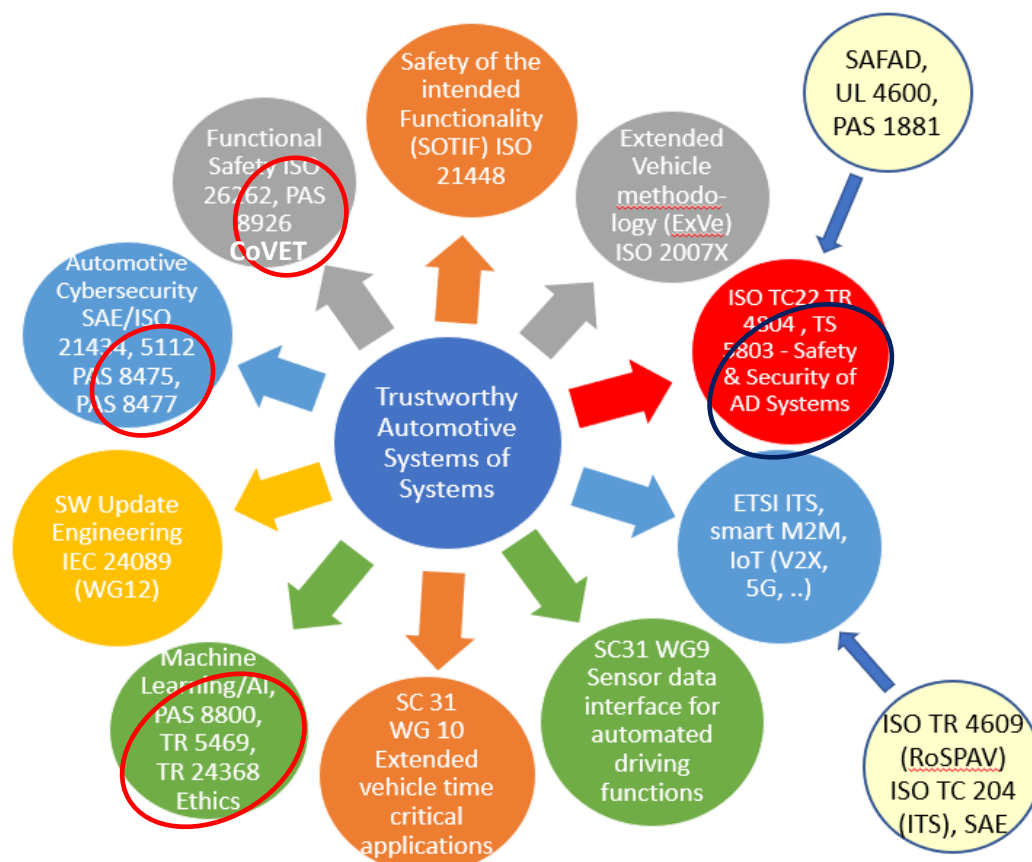 Safety of the
intended
Functionality
(SOTIF) ISO
21448
SAFAD,
UL 4600,
PAS 1881
Functional
Safety ISO
26262, PAS
8926
CoVET
Extended
Vehicle
methodo-
logy (ExVe)
ISO 2007X
Automotive
Cybersecurity
SAE/ISO
21434, 5112
PAS 8475,
PAS 8477
ISO TC22 TR
4804 , TS
5803 - Safety
& Security of
AD Systems
Trustworthy
Automotive
Systems of
Systems
SW Update
Engineering
IEC 24089
(WG12)
ETSI ITS,
smart M2M,
IoT (V2X,
5G, ..)
Machine
Learning/AI,
PAS 8800,
TR 5469,
TR 24368
Ethics
SC 31
WG 10
Extended
vehicle time
critical
applications
SC31 WG9
Sensor data
interface for
automated
driving
functions
ISO TR 4609
(RoSPAV)
ISO TC 204
(ITS), SAE